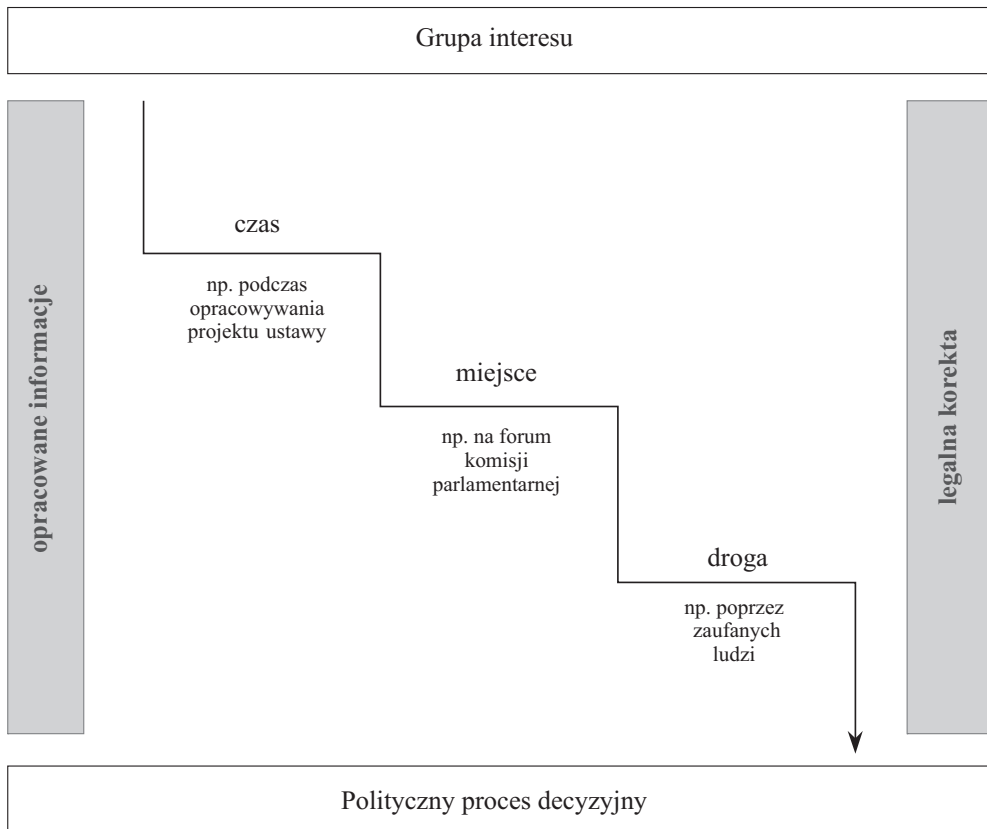 Grupa interesu
opracowane informacje
czas
np. podczas
opracowywania
projektu ustawy
miejsce
np. na forum
komisji
parlamentarnej
droga
np. poprzez
zaufanych
ludzi
legalna korekta
Polityczny proces decyzyjny